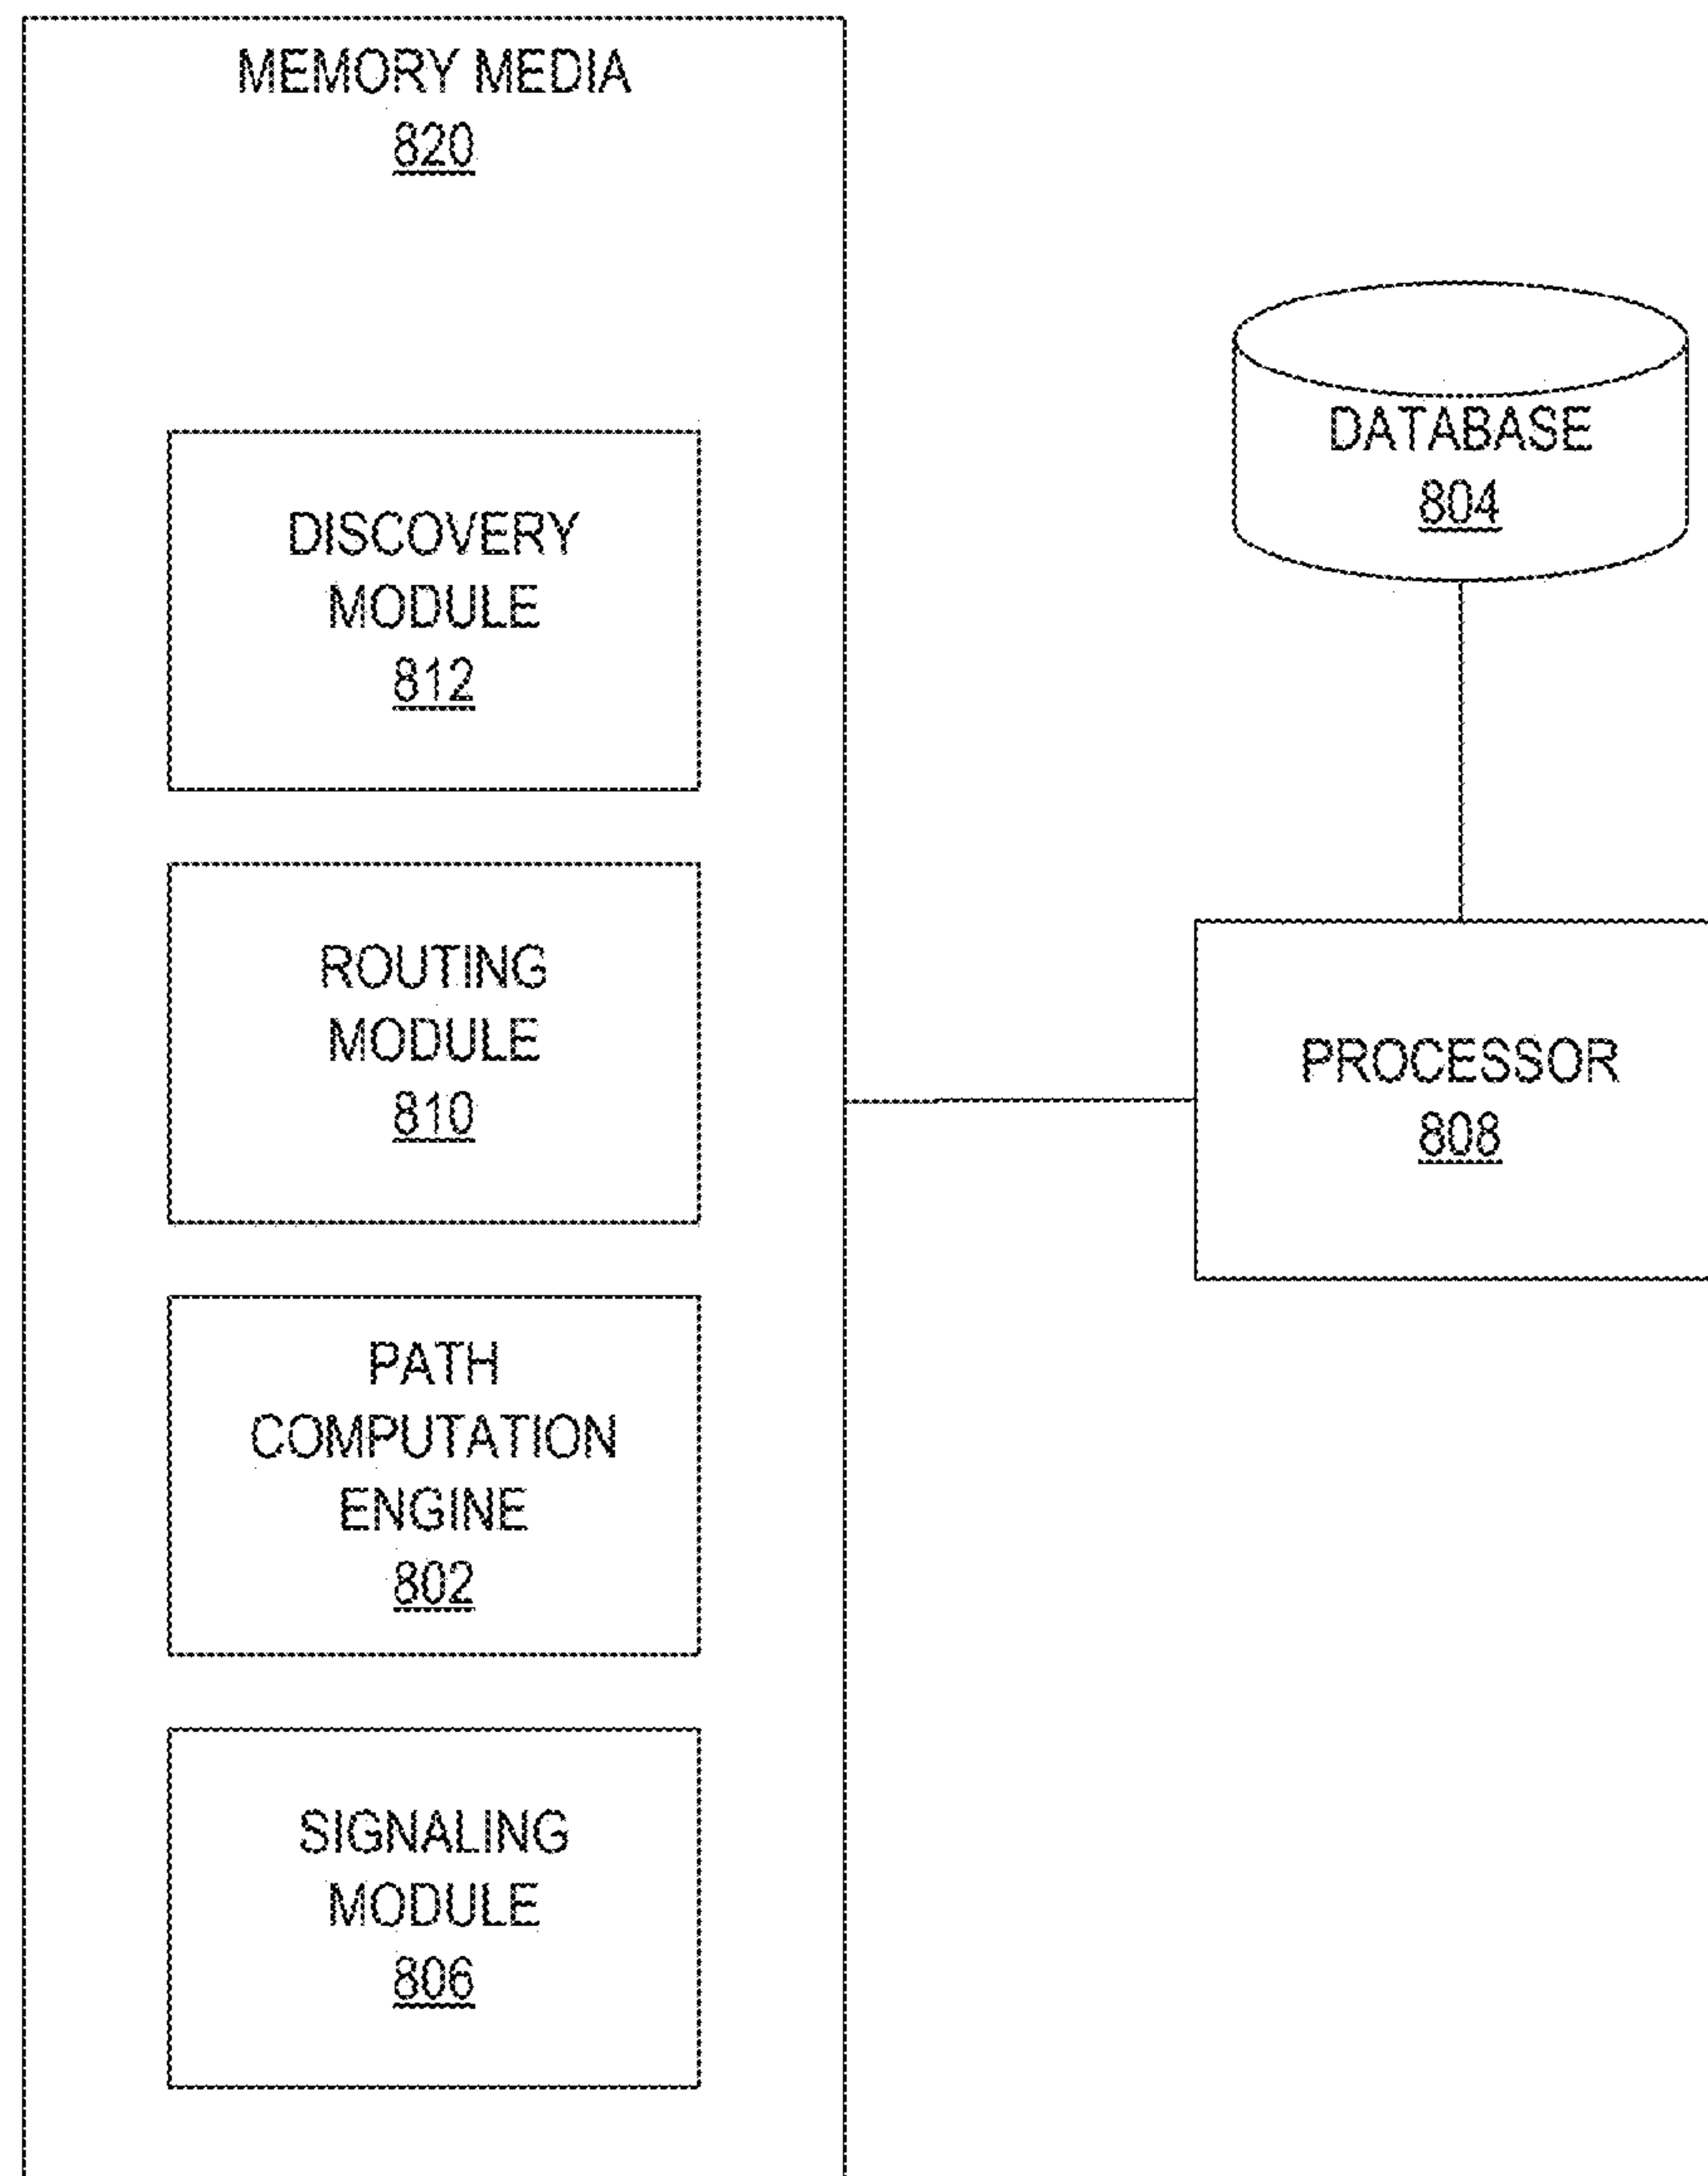 MEMORY MEDIA
820
DISCOVERY
MODULE
812
ROUTING
MODULE
810
PATH
COMPUTATION
ENGINE
802
SIGNALING
MODULE
806
DATABASE
804
PROCESSOR
808